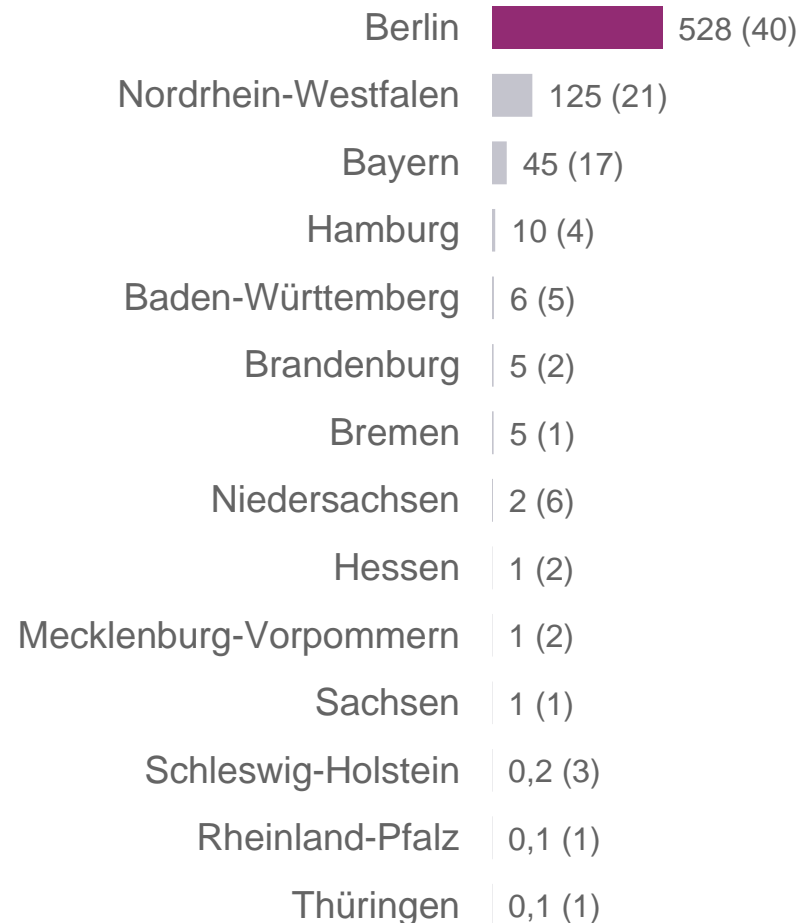 Berlin 528 (40)
Nordrhein-Westfalen 125 (21)
Bayern 45 (17)
Hamburg 10 (4)
Baden-Württemberg 6 (5)
Brandenburg 5 (2)
Bremen 5 (1)
Niedersachsen 2 (6)
Hessen 1 (2)
Mecklenburg-Vorpommern 1 (2)
Sachsen 1 (1)
Schleswig-Holstein 0,2 (3)
Rheinland-Pfalz 0,1 (1)
Thüringen 0,1 (1)